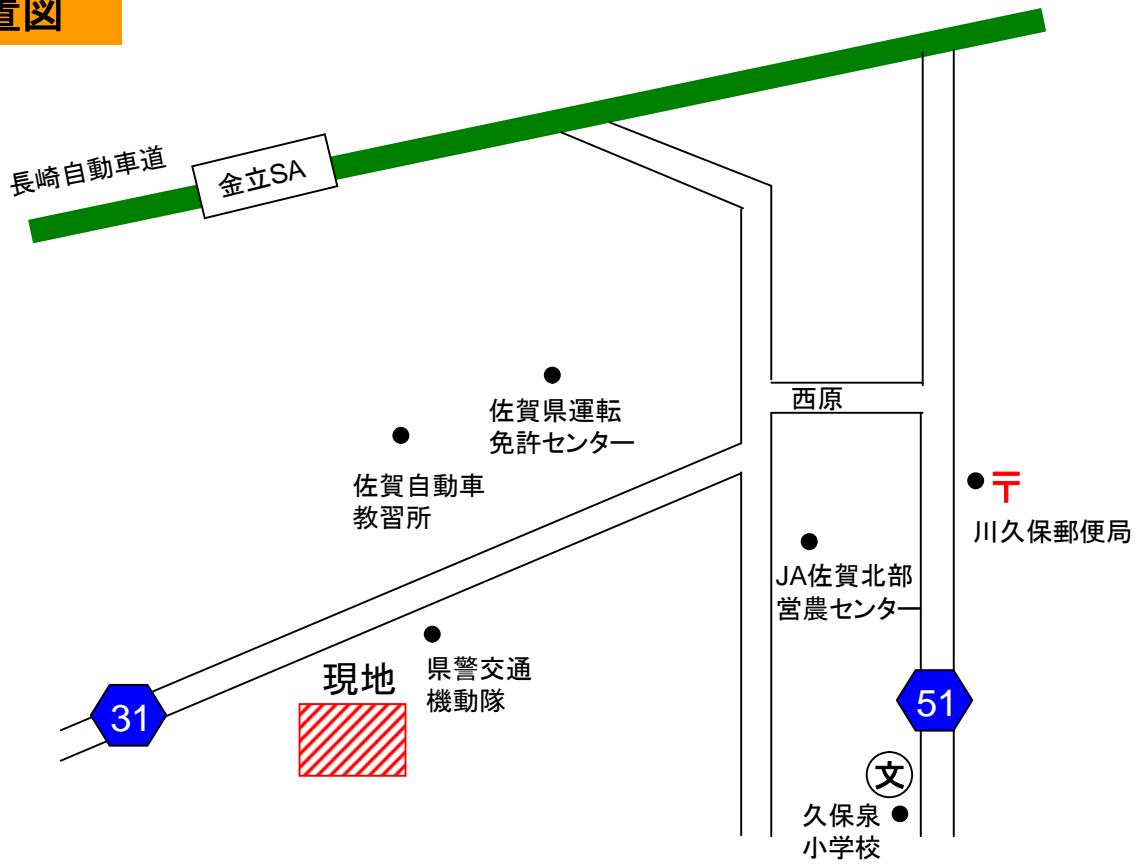 置図
長崎自動車道
金立SA
佐賀県運転
免許センター
西原
佐賀自動車
教習所
川久保郵便局
JA佐賀北部
営農センター
県警交通
機動隊
現地
31
51
文
久保泉
小学校